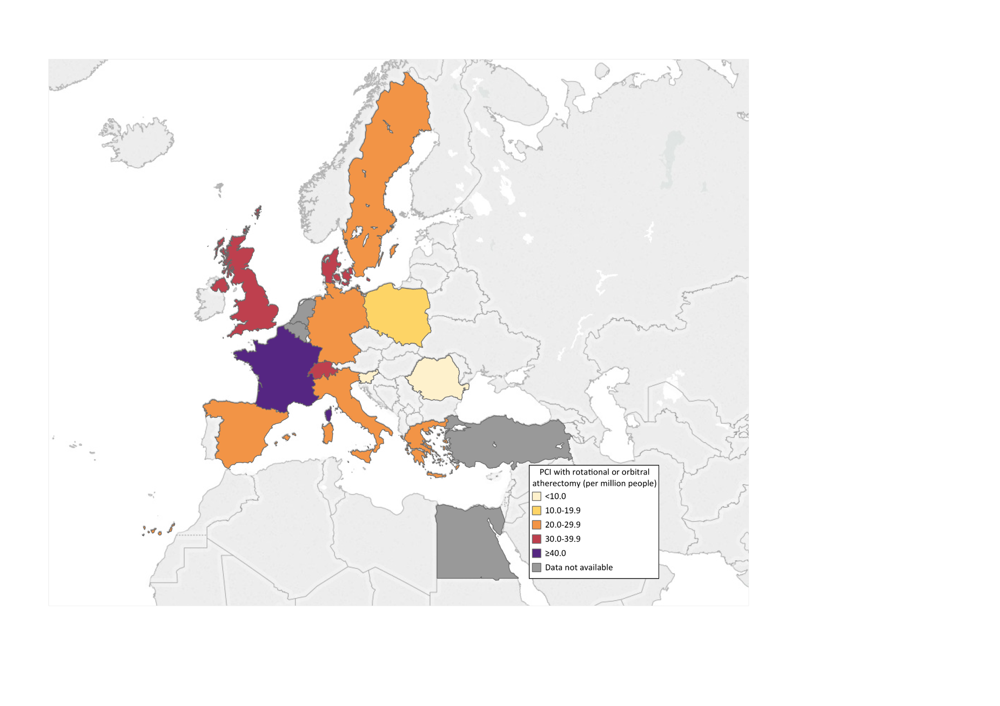 PCI with rotational or orbitral
atherectomy (per million people)
<10.0
10.0-19.9
20.0-29.9
30.0-39.9
≥40.0
Data not available